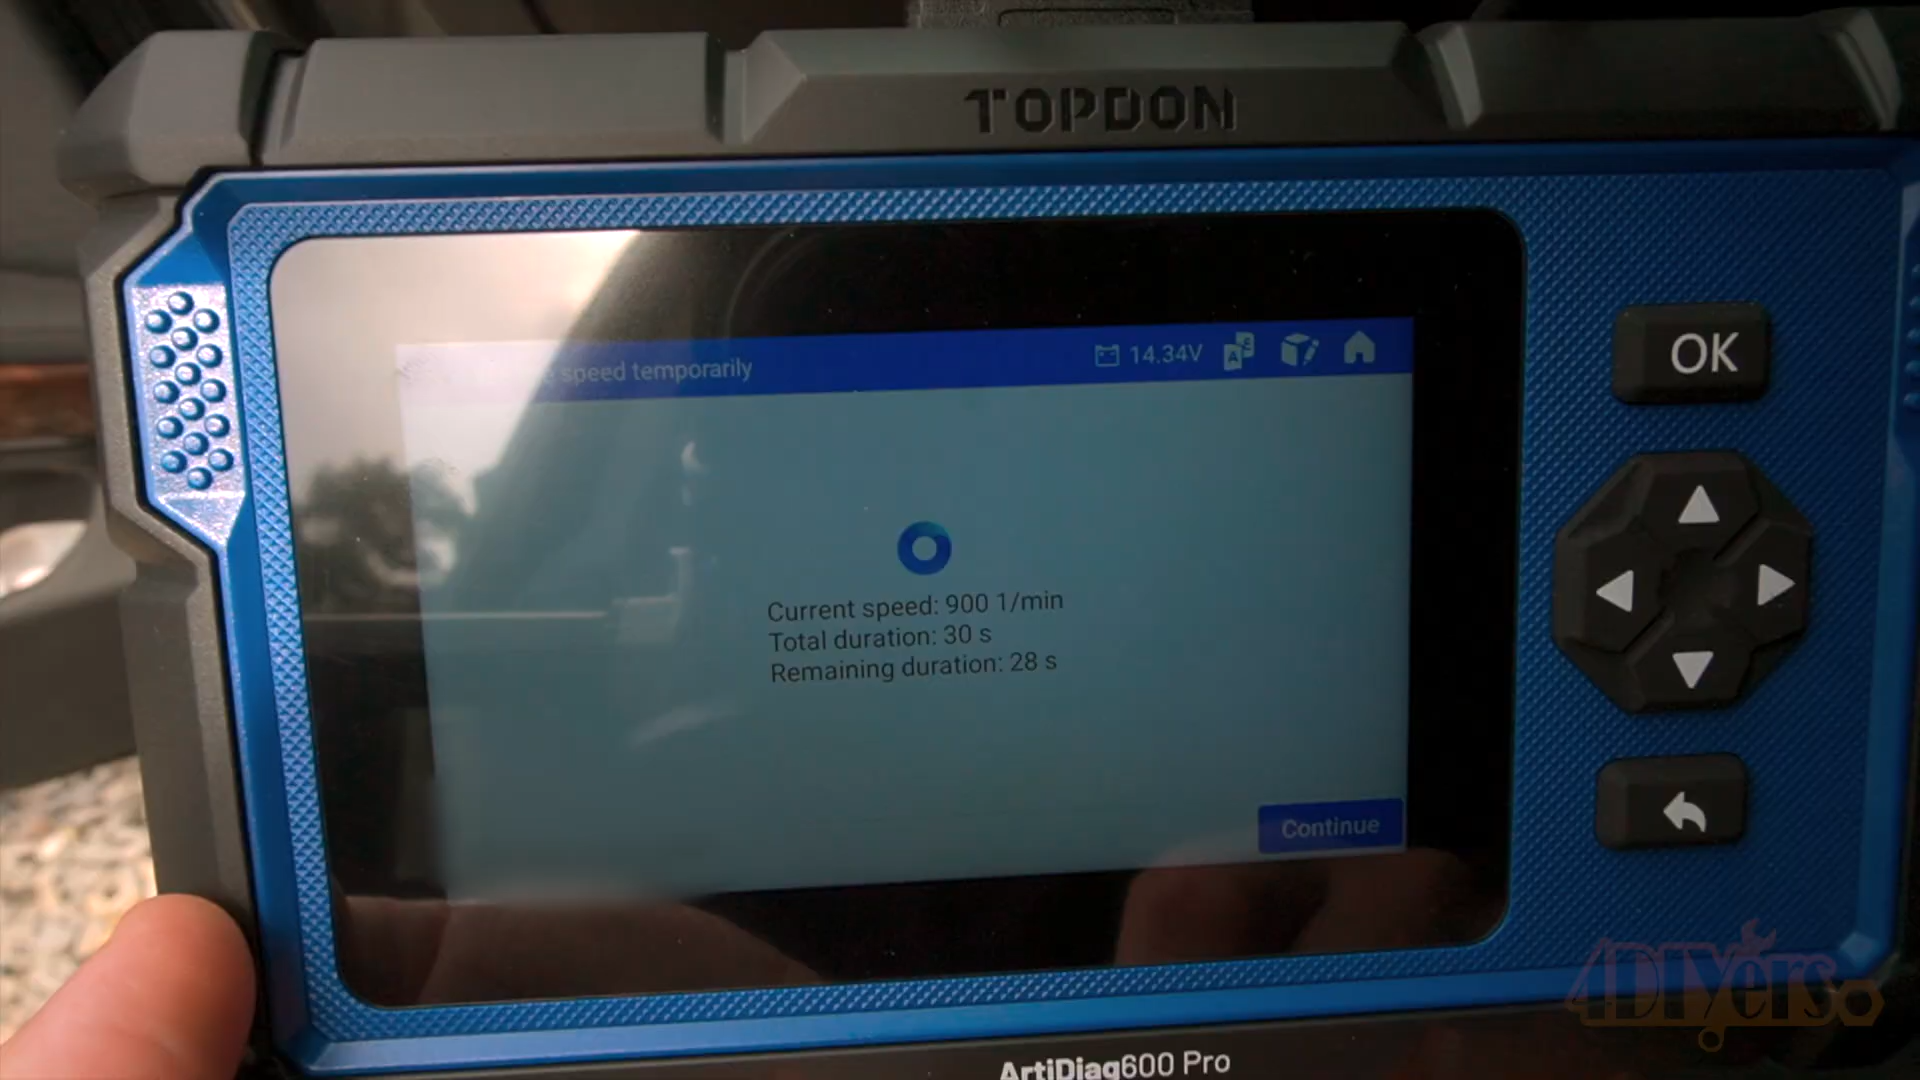 TOPDON
speed temporarily
14.34V
OK
Current speed: 900 1/min
Total duration: 30 s
Remaining duration: 28 s
Continue
4DIYers
ArtiDiag600 Pro